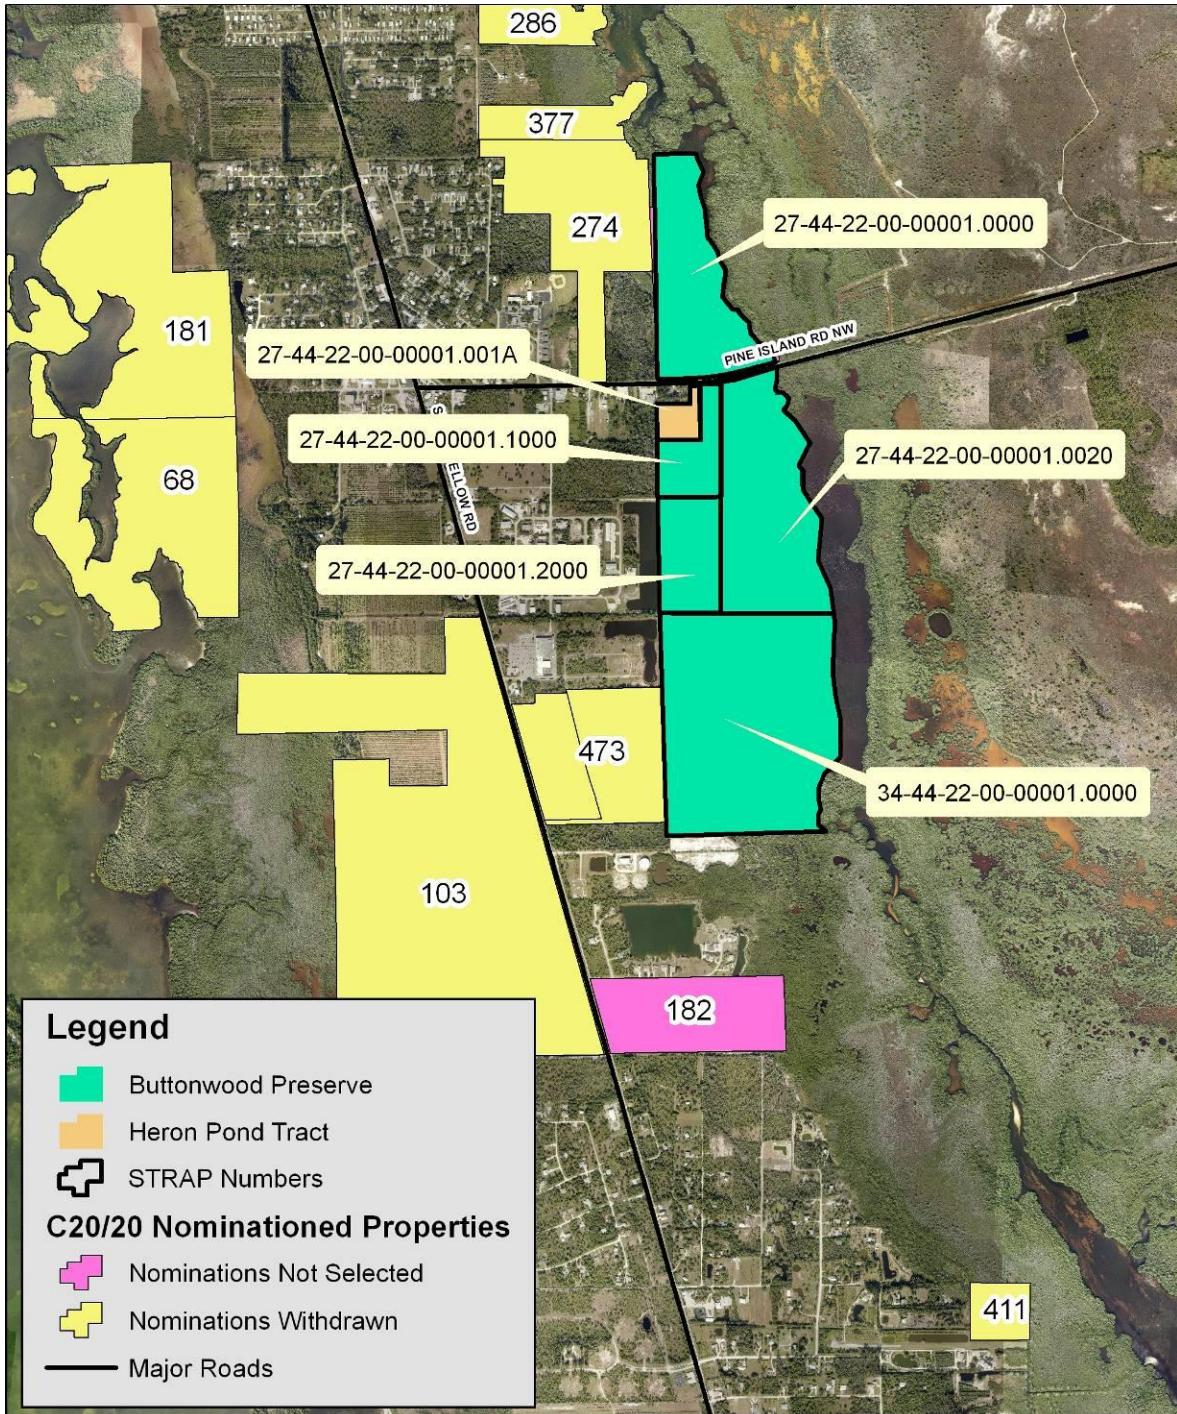 286
377
274
27-44-22-00-00001.0000
181
PINE ISLAND RD NW
27-44-22-00-00001.001A
27-44-22-00-00001.1000
27-44-22-00-00001.0020
68
ELLOW RD
27-44-22-00-00001.2000
473
34-44-22-00-00001.0000
103
182
Legend
Buttonwood Preserve
Heron Pond Tract
STRAP Numbers
C20/20 Nominationed Properties
Nominations Not Selected
Nominations Withdrawn
Major Roads
411